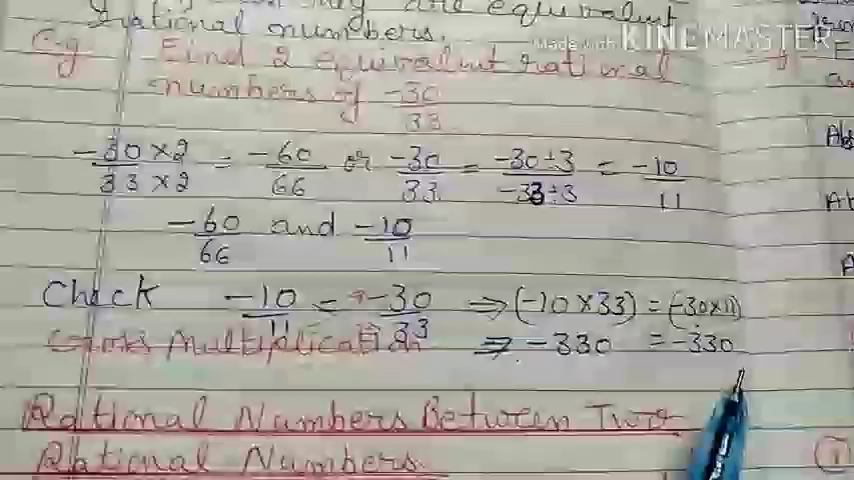 are equivalent
rational numbers.
Made with KINEMASTER
E.g Find 2 equivalent rational
numbers of -30/33
-30×2/33×2 = -60/66 or -30/33 = -30÷3/-33÷3 = -10/11
-60/66 and -10/11
Check -10/11 = -30/33 ⇒ (-10×33) = (-30×11)
Cross Multiplication ⇒ -330 = -330
Rational Numbers Between Two
Rational Numbers.